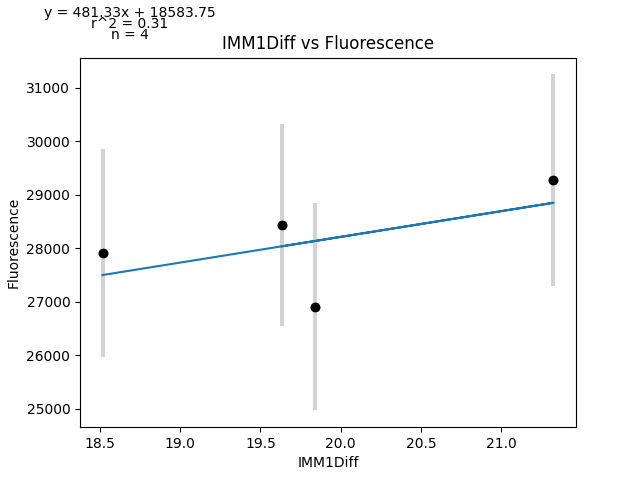 y = 481.33x + 18583.75
r^2 = 0.31
n = 4
IMM1Diff vs Fluorescence
31000
30000
29000
28000
27000
26000
25000
Fluorescence
18.5 19.0 19.5 20.0 20.5 21.0
IMM1Diff